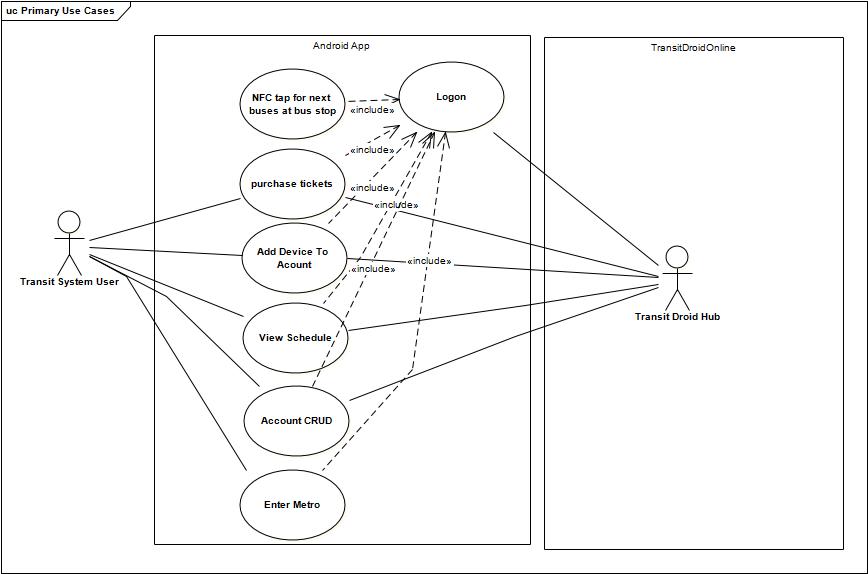 uc Primary Use Cases
Android App
TransitDroidOnline
NFC tap for next
buses at bus stop
Logon
«include»
«include»
purchase tickets
«include»
«include»
Add Device To
Acount
«include»
«include»
Transit System User
Transit Droid Hub
View Schedule
Account CRUD
Enter Metro